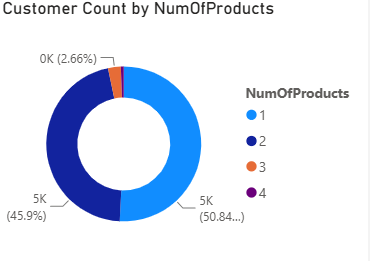 Customer Count by NumOfProducts
0K (2.66%)
NumOfProducts
1
2
3
4
5K
(45.9%)
5K
(50.84...)